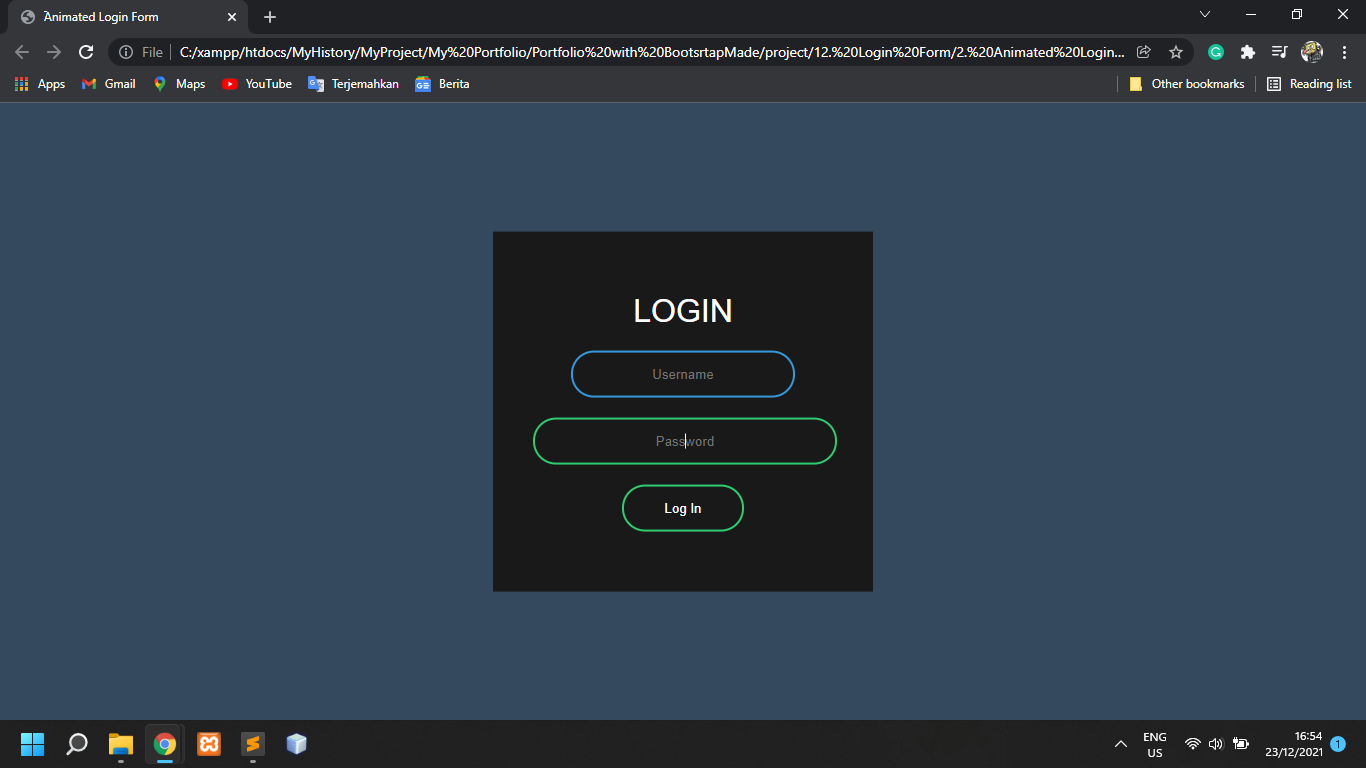 Animated Login Form
File
C:/xampp/htdocs/MyHistory/MyProject/My%20Portfolio/Portfolio%20with%20BootsrtapMade/project/12.%20Login%20Form/2.%20Animated%20Login...
Apps
Gmail
Maps
YouTube
Terjemahkan
Berita
Other bookmarks
Reading list
LOGIN
Username
Password
Log In
ENG
US
16:54
23/12/2021
1